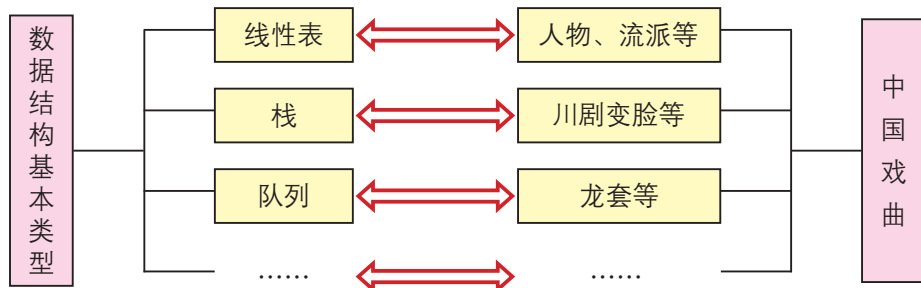 数据结构基本类型
线性表
人物、流派等
栈
川剧变脸等
队列
龙套等
……
……
中国戏曲